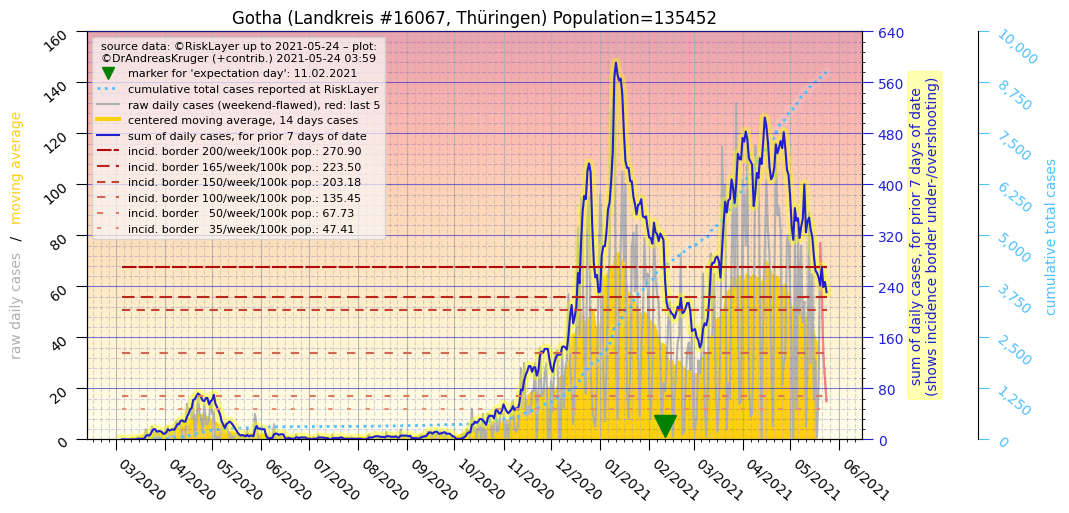 Gotha (Landkreis #16067, Thüringen) Population=135452
source data: ©RiskLayer up to 2021-05-24 – plot:
©DrAndreasKruger (+contrib.) 2021-05-24 03:59
marker for 'expectation day': 11.02.2021
cumulative total cases reported at RiskLayer
raw daily cases (weekend-flawed), red: last 5
centered moving average, 14 days cases
sum of daily cases, for prior 7 days of date
incid. border 200/week/100k pop.: 270.90
incid. border 165/week/100k pop.: 223.50
incid. border 150/week/100k pop.: 203.18
incid. border 100/week/100k pop.: 135.45
incid. border   50/week/100k pop.: 67.73
incid. border   35/week/100k pop.: 47.41
raw daily cases / moving average
160
140
120
100
80
60
40
20
0
640
560
480
400
320
240
160
80
0
sum of daily cases, for prior 7 days of date
(shows incidence border under-/overshooting)
10,000
8,750
7,500
6,250
5,000
3,750
2,500
1,250
0
cumulative total cases
03/2020
04/2020
05/2020
06/2020
07/2020
08/2020
09/2020
10/2020
11/2020
12/2020
01/2021
02/2021
03/2021
04/2021
05/2021
06/2021